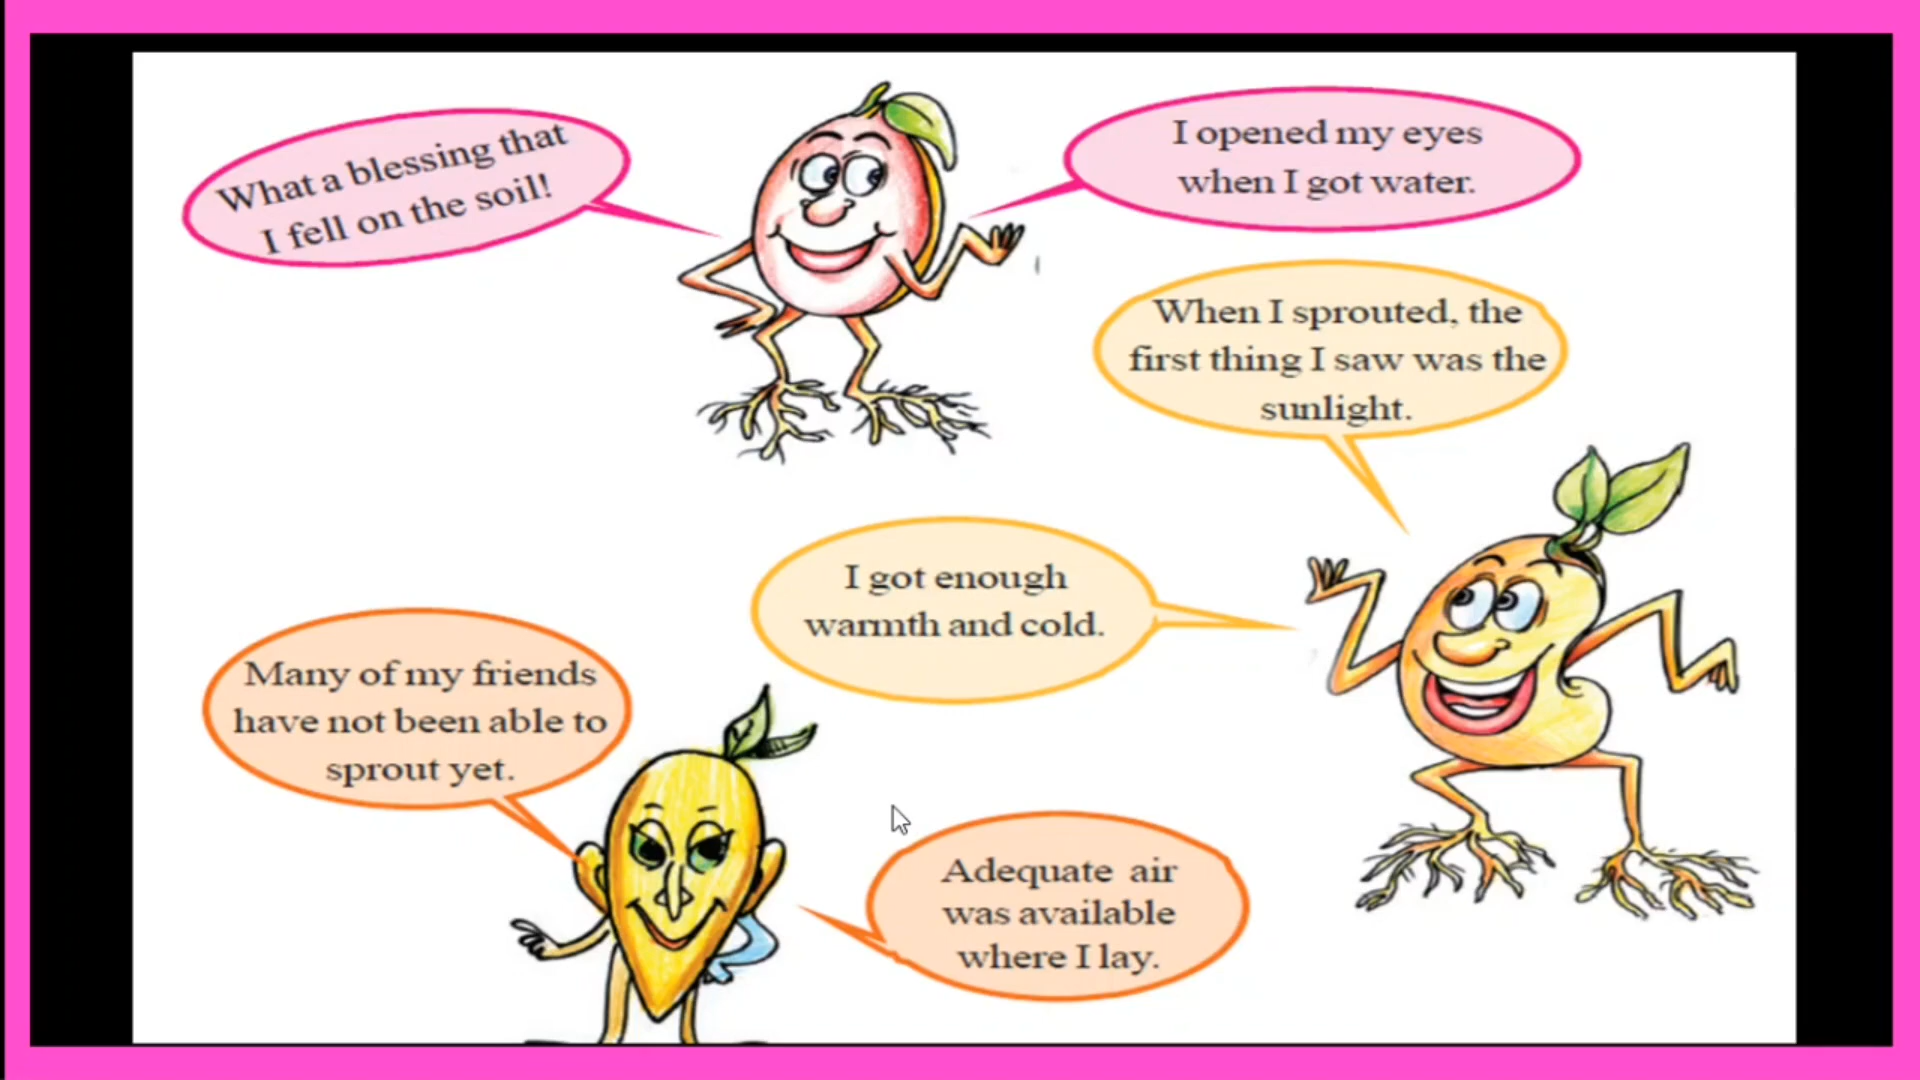 What a blessing that
I fell on the soil!
I opened my eyes
when I got water.
When I sprouted, the
first thing I saw was the
sunlight.
I got enough
warmth and cold.
Many of my friends
have not been able to
sprout yet.
Adequate air
was available
where I lay.